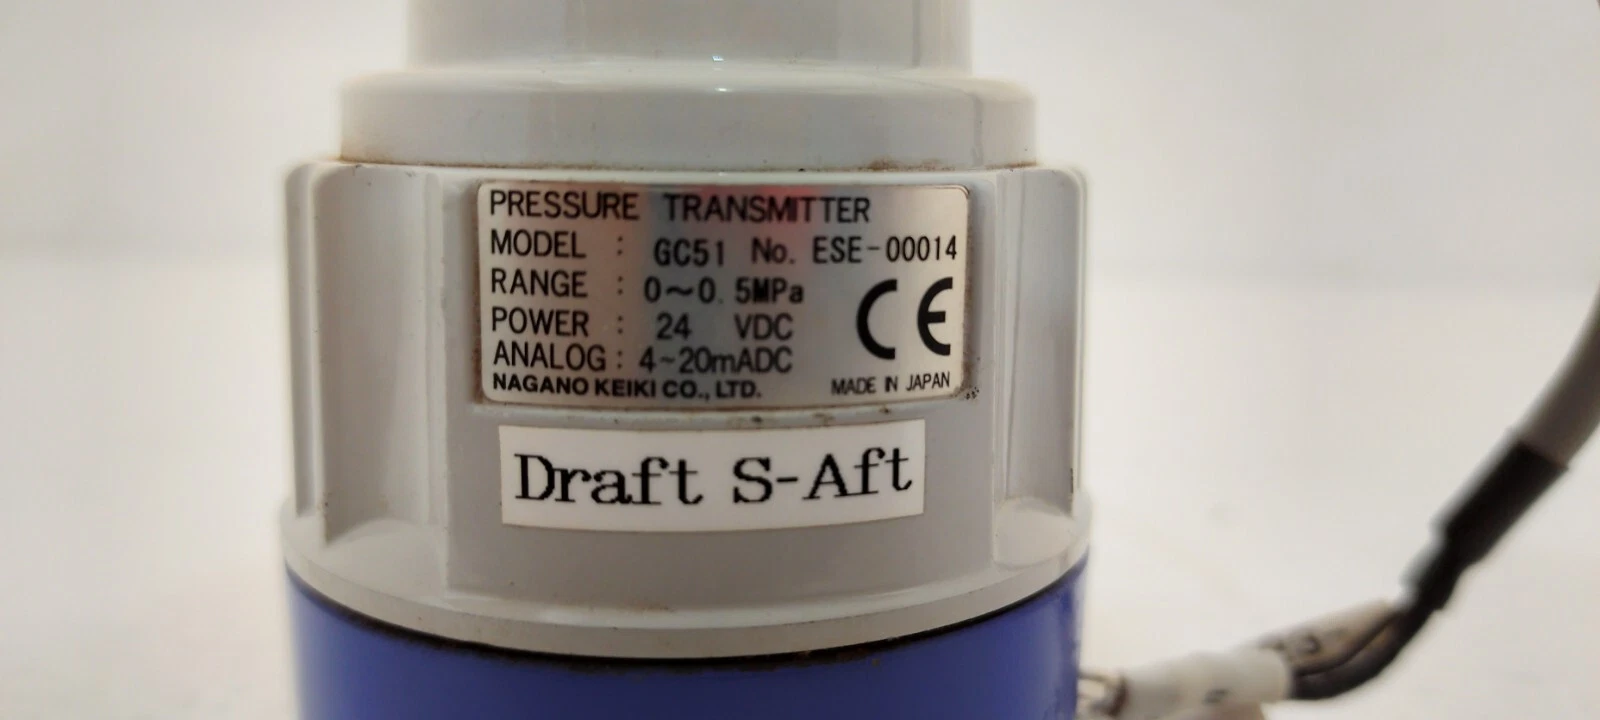 PRESSURE TRANSMITTER
MODEL : GC51 No. ESE-00014
RANGE : 0~0.5MPa
POWER : 24 VDC
ANALOG : 4~20mADC
CE
NAGANO KEIKI CO., LTD. MADE IN JAPAN
Draft S-Aft